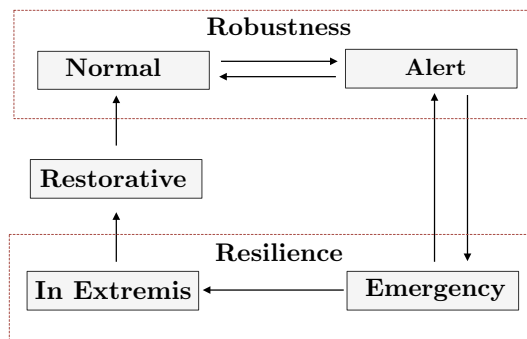 Robustness
Normal
Alert
Restorative
Resilience
In Extremis
Emergency